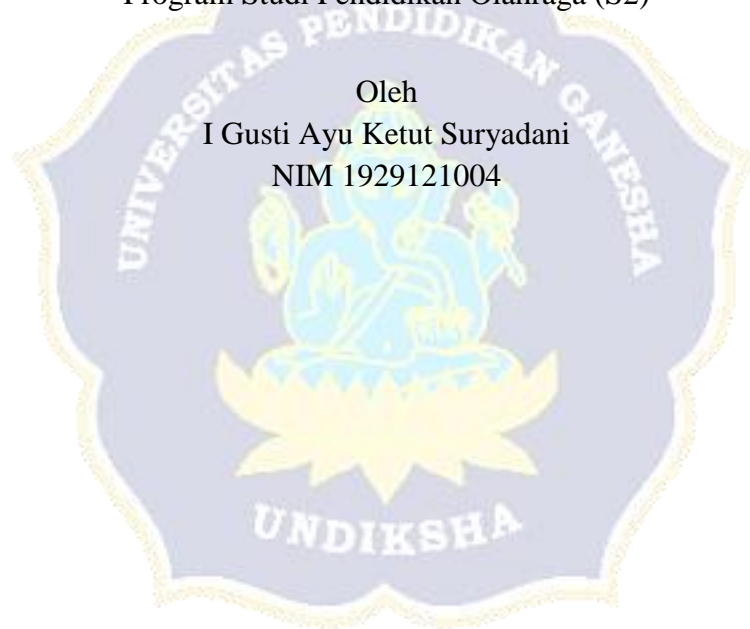 Program Studi Pendidikan Olahraga (S2)
Oleh
I Gusti Ayu Ketut Suryadani
NIM 1929121004
UNIVERSITAS PENDIDIKAN GANESHA
UNDIKSHA